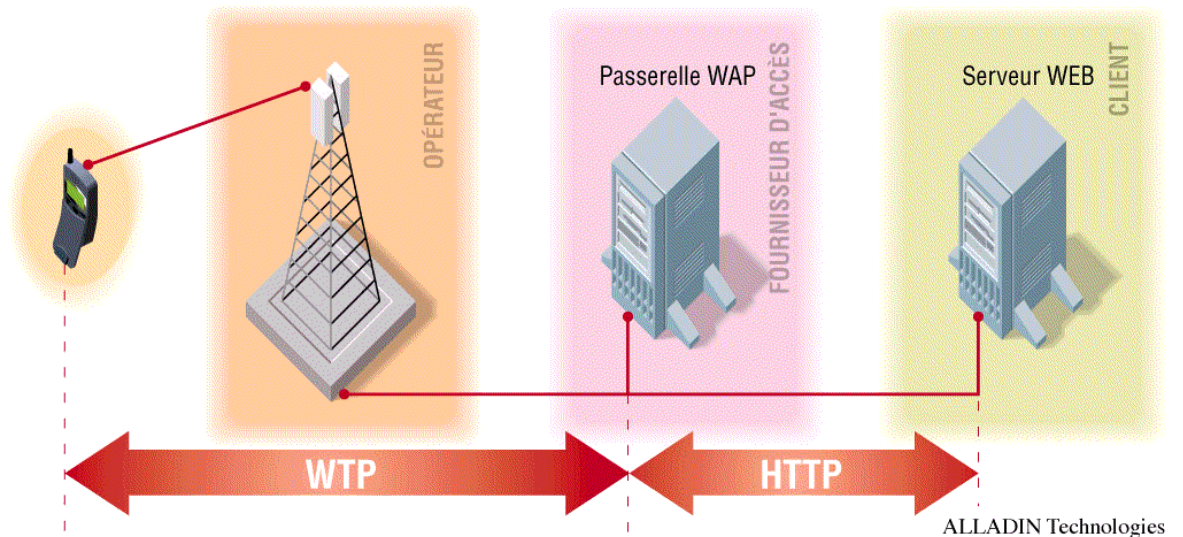 OPÉRATEUR
Passerelle WAP
FOURNISSEUR D'ACCÈS
Serveur WEB
CLIENT
WTP
HTTP
ALLADIN Technologies